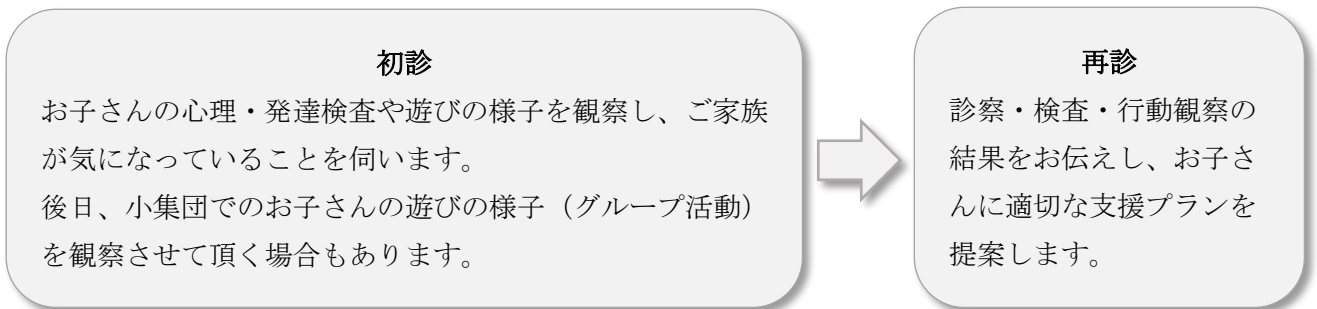 初診
お子さんの心理・発達検査や遊びの様子を観察し、ご家族
が気になっていることを伺います。
後日、小集団でのお子さんの遊びの様子（グループ活動）
を観察させて頂く場合もあります。
再診
診察・検査・行動観察の
結果をお伝えし、お子さ
んに適切な支援プランを
提案します。